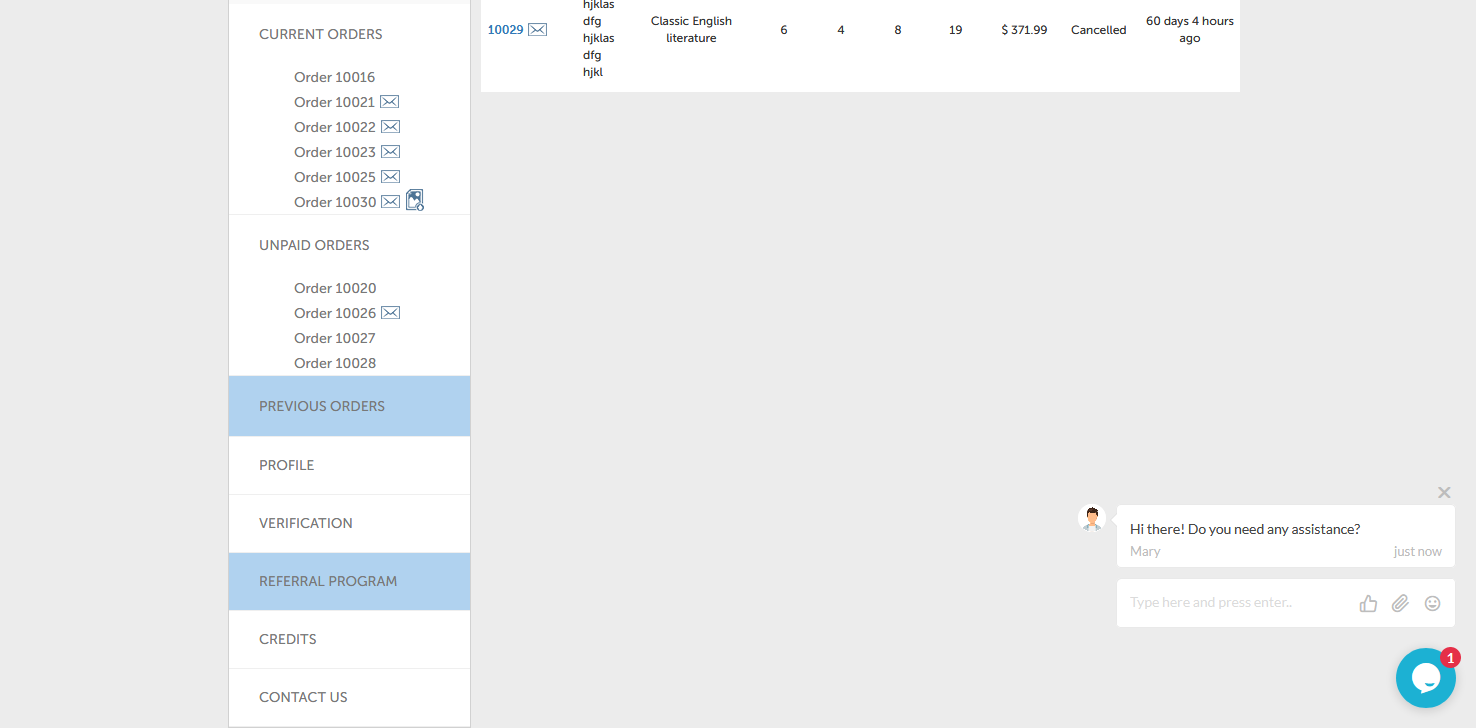 CURRENT ORDERS
Order 10016
Order 10021
Order 10022
Order 10023
Order 10025
Order 10030
UNPAID ORDERS
Order 10020
Order 10026
Order 10027
Order 10028
PREVIOUS ORDERS
PROFILE
VERIFICATION
REFERRAL PROGRAM
CREDITS
CONTACT US
10029
hjklas
dfg
hjklas
dfg
hjkl
Classic English
literature
6
4
8
19
$ 371.99
Cancelled
60 days 4 hours
ago
Hi there! Do you need any assistance?
Mary just now
Type here and press enter..
1